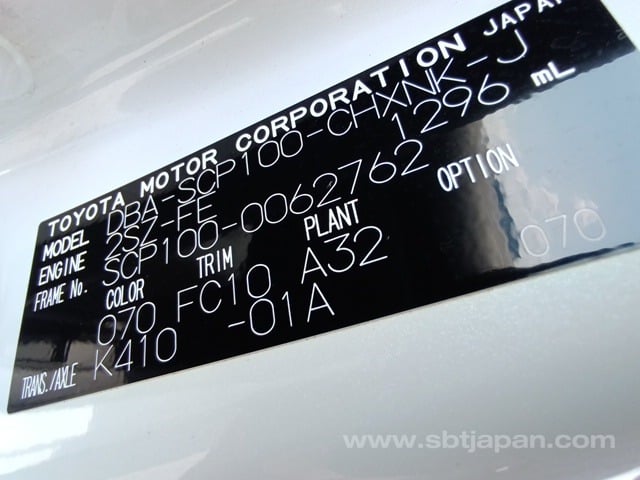 TOYOTA MOTOR CORPORATION JAPAN
MODEL DBA-SCP100-CHXNK-J
ENGINE 2SZ-FE 1296 mL
FRAME No. SCP100-0062762
COLOR TRIM PLANT OPTION
070 FC10 A32 070
TRANS./AXLE K410 -01A
www.sbtjapan.com